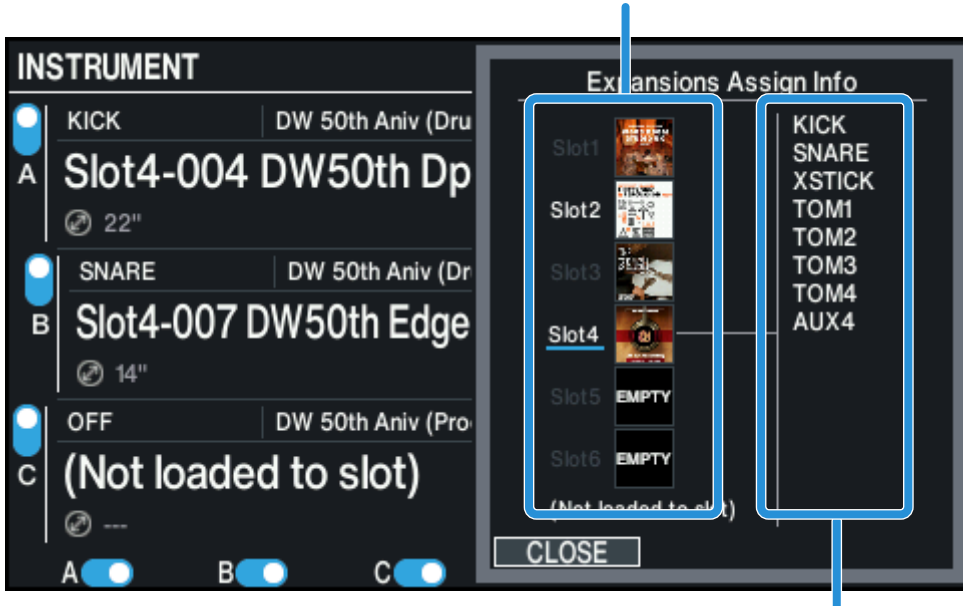 INSTRUMENT
KICK DW 50th Aniv (Dru
A Slot4-004 DW50th Dp
22"
SNARE DW 50th Aniv (Dr
B Slot4-007 DW50th Edge
14"
OFF DW 50th Aniv (Pro
C (Not loaded to slot)
---
A B C
Expansions Assign Info
Slot1
Slot2
Slot3
Slot4
Slot5 EMPTY
Slot6 EMPTY
(Not loaded to slot)
KICK
SNARE
XSTICK
TOM1
TOM2
TOM3
TOM4
AUX4
CLOSE